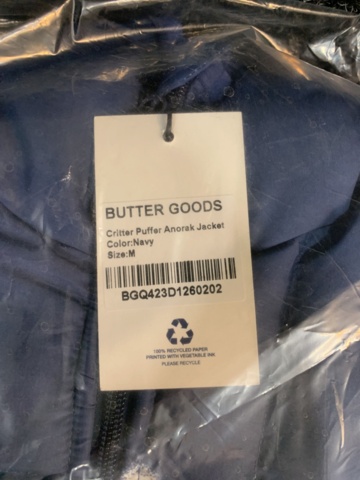 BUTTER GOODS
Critter Puffer Anorak Jacket
Color:Navy
Size:M
BGQ423D1260202
100% RECYCLED PAPER
PRINTED WITH VEGETABLE INK
PLEASE RECYCLE